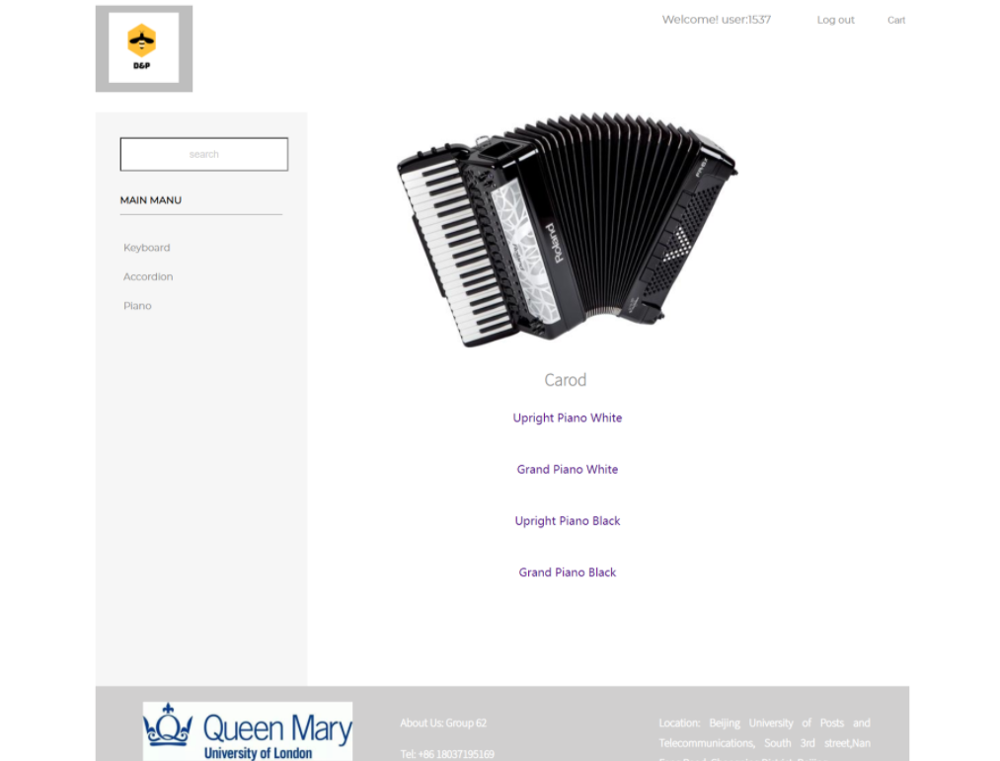 D&P
Welcome! user:1537
Log out
Cart
search
MAIN MANU
Keyboard
Accordion
Piano
Roland
Carod
Upright Piano White
Grand Piano White
Upright Piano Black
Grand Piano Black
Queen Mary
University of London
About Us: Group 62
Tel: +86 18037195169
Location: Beijing University of Posts and
Telecommunications, South 3rd street,Nan